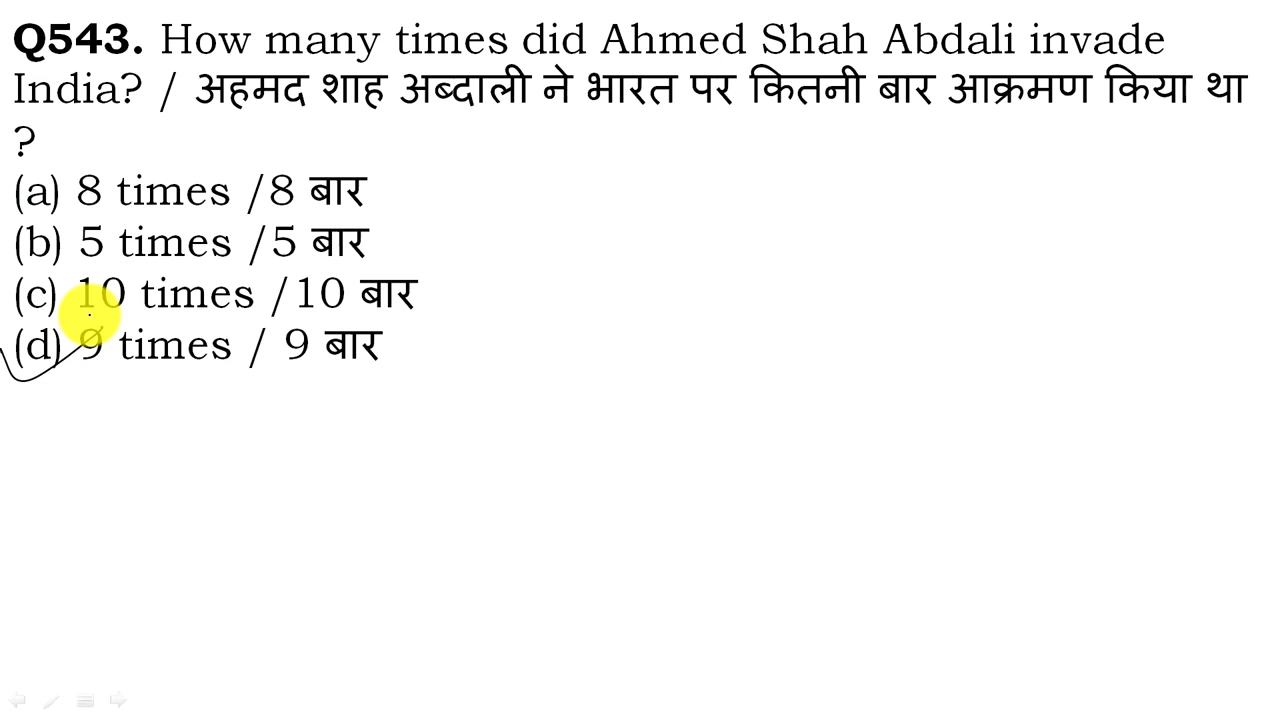 Q543. How many times did Ahmed Shah Abdali invade
India? / अहमद शाह अब्दाली ने भारत पर कितनी बार आक्रमण किया था
?
(a) 8 times /8 बार
(b) 5 times /5 बार
(c) 10 times /10 बार
(d) 9 times / 9 बार